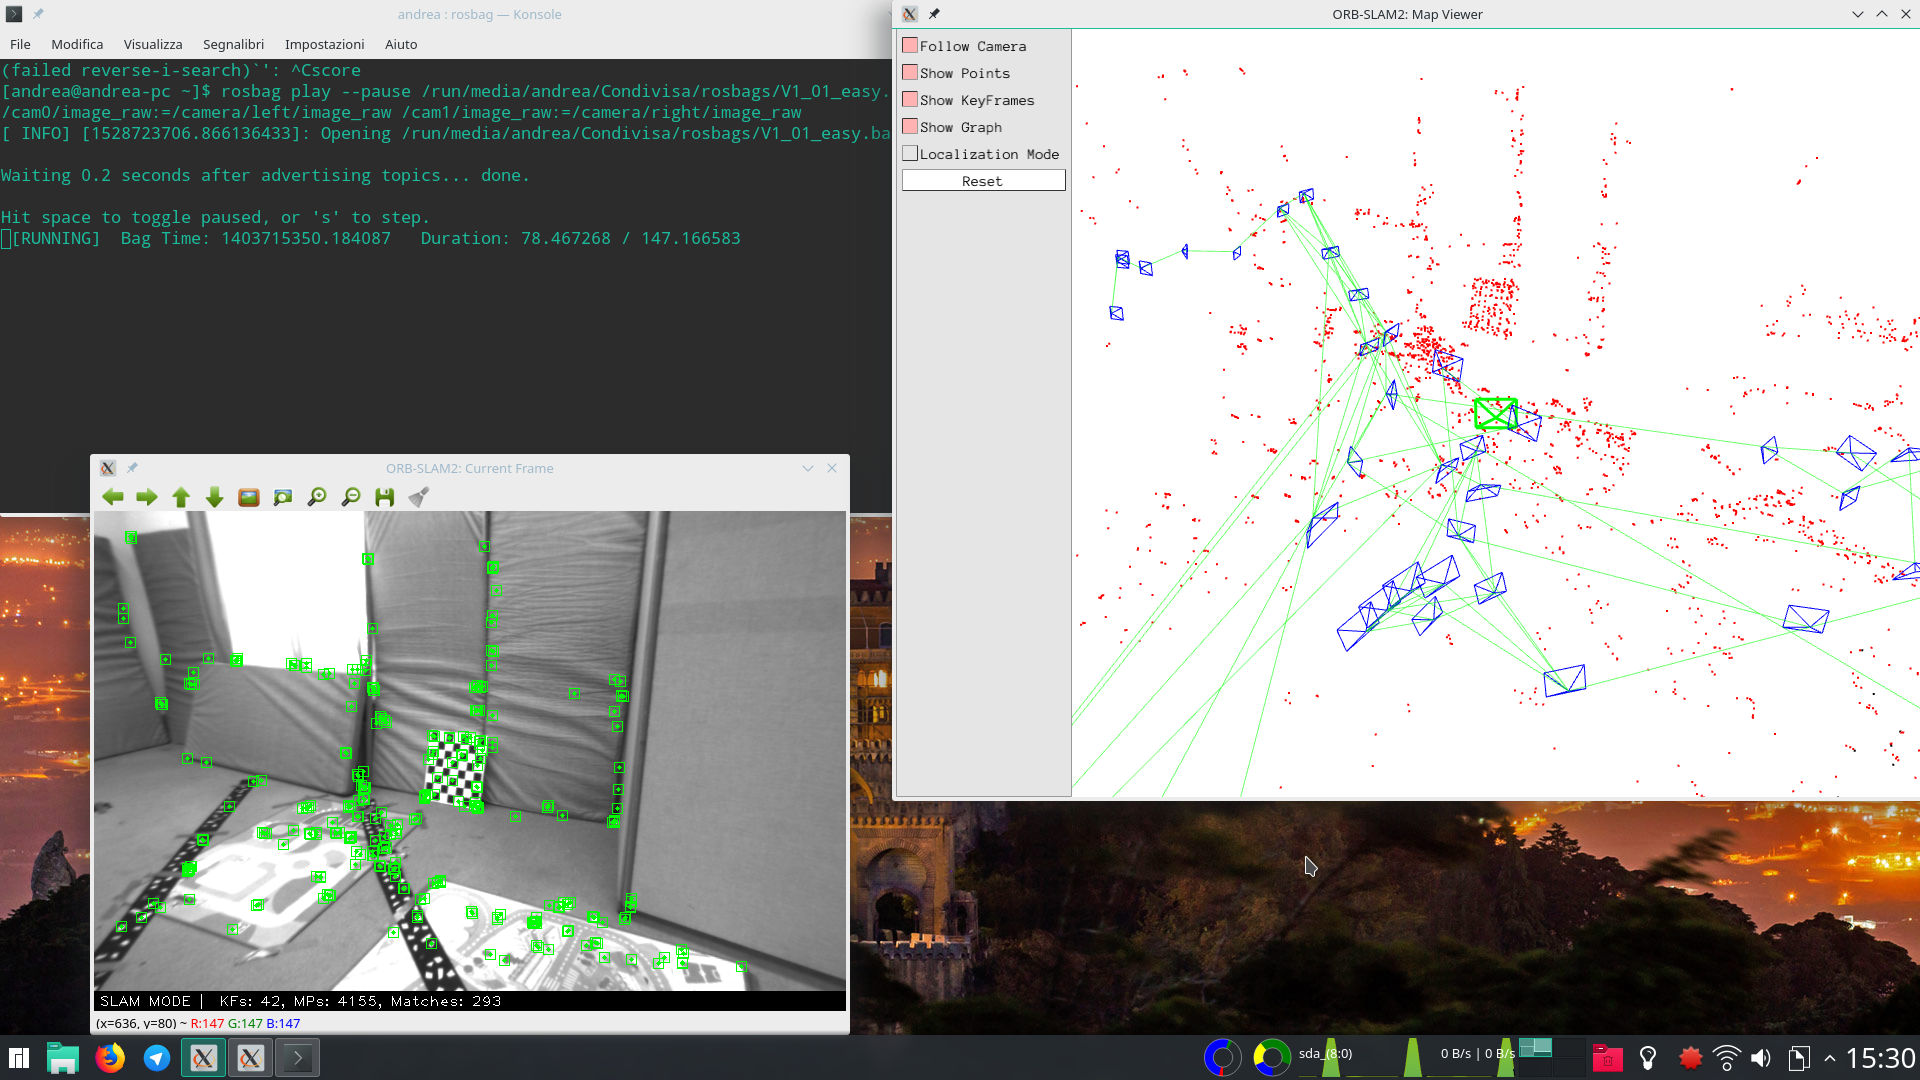 andrea : rosbag — Konsole
File Modifica Visualizza Segnalibri Impostazioni Aiuto
(failed reverse-i-search)`': ^Cscore
[andrea@andrea-pc ~]$ rosbag play --pause /run/media/andrea/Condivisa/rosbags/V1_01_easy.
/cam0/image_raw:=/camera/left/image_raw /cam1/image_raw:=/camera/right/image_raw
[ INFO] [1528723706.866136433]: Opening /run/media/andrea/Condivisa/rosbags/V1_01_easy.ba
Waiting 0.2 seconds after advertising topics... done.
Hit space to toggle paused, or 's' to step.
[RUNNING]  Bag Time: 1403715350.184087   Duration: 78.467268 / 147.166583
ORB-SLAM2: Map Viewer
Follow Camera
Show Points
Show KeyFrames
Show Graph
Localization Mode
Reset
ORB-SLAM2: Current Frame
SLAM MODE |  KFs: 42, MPs: 4155, Matches: 293
(x=636, y=80) ~ R:147 G:147 B:147
sda_(8:0)
0 B/s | 0 B/s
15:30